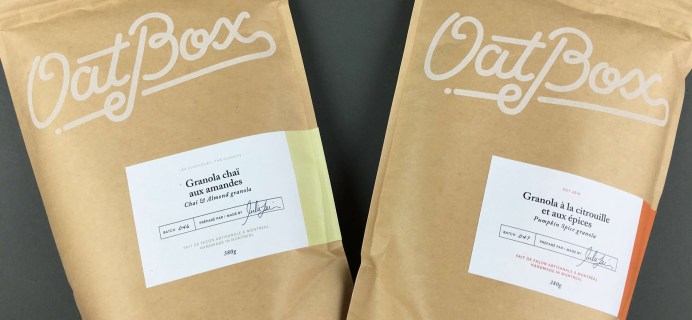 OatBox
Granola chaï
aux amandes
Chai & Almond granola
BATCH 046 PRÉPARÉ PAR / MADE BY
FAIT DE FAÇON ARTISANALE À MONTRÉAL
HANDMADE IN MONTREAL
380g
OatBox
Granola à la citrouille
et aux épices
Pumpkin Spice granola
BATCH 047 PRÉPARÉ PAR / MADE BY
FAIT DE FAÇON ARTISANALE À MONTRÉAL
HANDMADE IN MONTREAL
380g